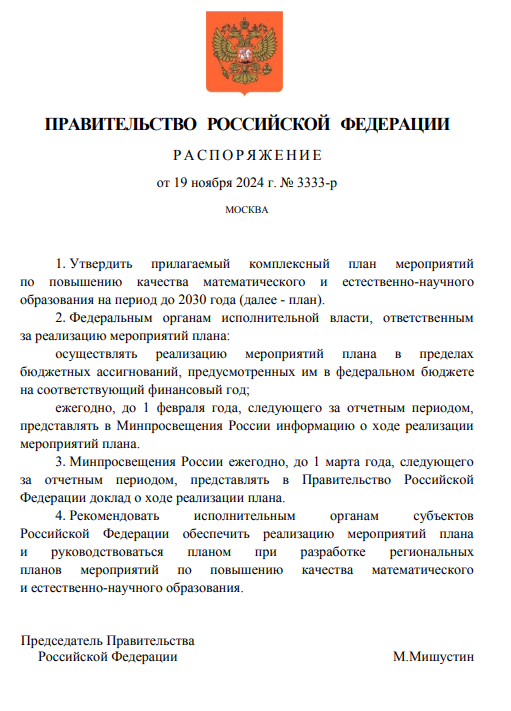 ПРАВИТЕЛЬСТВО РОССИЙСКОЙ ФЕДЕРАЦИИ
РАСПОРЯЖЕНИЕ
от 19 ноября 2024 г. № 3333-р
МОСКВА
1. Утвердить прилагаемый комплексный план мероприятий
по повышению качества математического и естественно-научного
образования на период до 2030 года (далее - план).
2. Федеральным органам исполнительной власти, ответственным
за реализацию мероприятий плана:
осуществлять реализацию мероприятий плана в пределах
бюджетных ассигнований, предусмотренных им в федеральном бюджете
на соответствующий финансовый год;
ежегодно, до 1 февраля года, следующего за отчетным периодом,
представлять в Минпросвещения России информацию о ходе реализации
мероприятий плана.
3. Минпросвещения России ежегодно, до 1 марта года, следующего
за отчетным периодом, представлять в Правительство Российской
Федерации доклад о ходе реализации плана.
4. Рекомендовать исполнительным органам субъектов
Российской Федерации обеспечить реализацию мероприятий плана
и руководствоваться планом при разработке региональных
планов мероприятий по повышению качества математического
и естественно-научного образования.
Председатель Правительства
Российской Федерации М.Мишустин